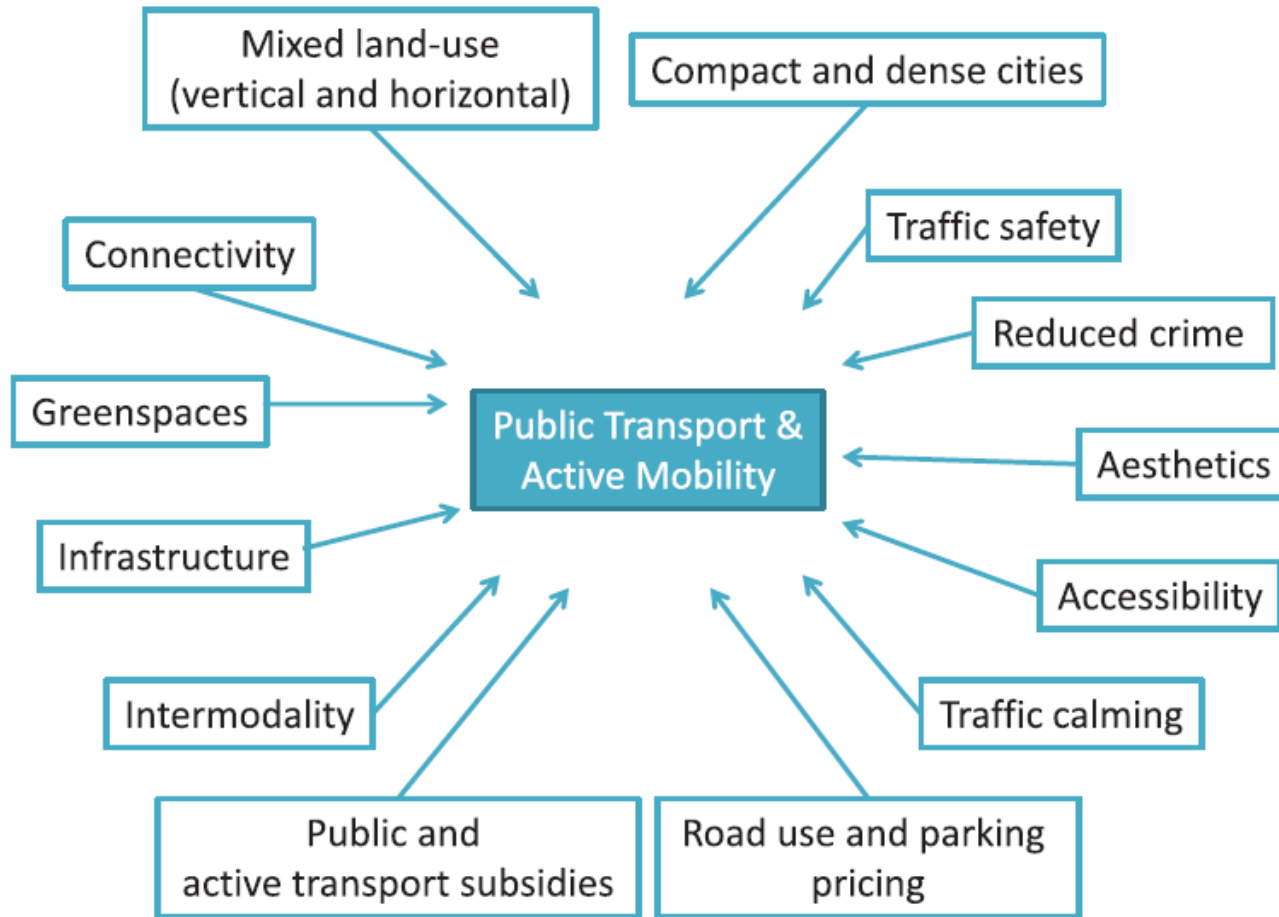 Mixed land-use
(vertical and horizontal)
Compact and dense cities
Traffic safety
Connectivity
Reduced crime
Greenspaces
Public Transport &
Active Mobility
Aesthetics
Infrastructure
Accessibility
Intermodality
Traffic calming
Public and
active transport subsidies
Road use and parking
pricing